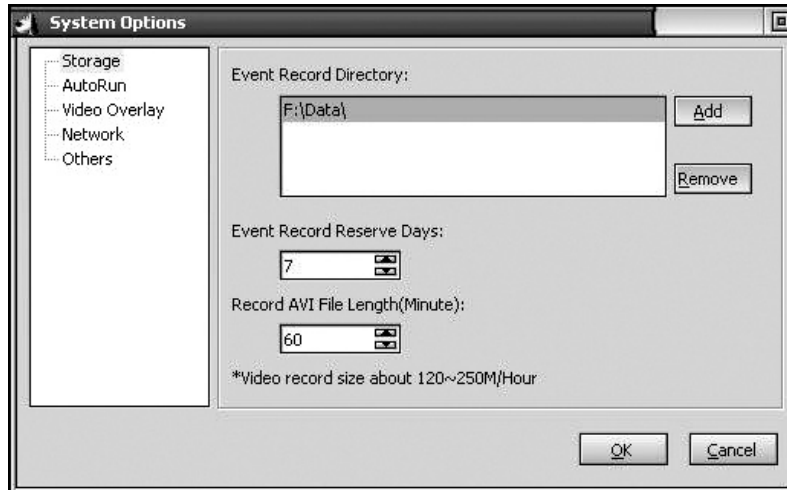 System Options
Storage
AutoRun
Video Overlay
Network
Others
Event Record Directory:
F:\Data\
Add
Remove
Event Record Reserve Days:
7
Record AVI File Length(Minute):
60
*Video record size about 120~250M/Hour
OK
Cancel